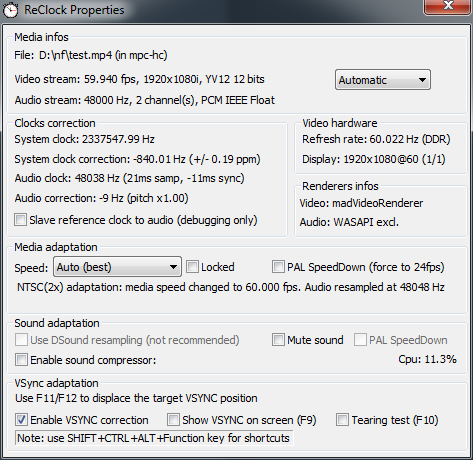 ReClock Properties
Media infos
File: D:\nf\test.mp4 (in mpc-hc)
Video stream: 59.940 fps, 1920x1080i, YV12 12 bits
Automatic
Audio stream: 48000 Hz, 2 channel(s), PCM IEEE Float
Clocks correction
System clock: 2337547.99 Hz
System clock correction: -840.01 Hz (+/- 0.19 ppm)
Audio clock: 48038 Hz (21ms samp, -11ms sync)
Audio correction: -9 Hz (pitch x1.00)
Slave reference clock to audio (debugging only)
Video hardware
Refresh rate: 60.022 Hz (DDR)
Display: 1920x1080@60 (1/1)
Renderers infos
Video: madVideoRenderer
Audio: WASAPI excl.
Media adaptation
Speed: Auto (best) Locked PAL SpeedDown (force to 24fps)
NTSC(2x) adaptation: media speed changed to 60.000 fps. Audio resampled at 48048 Hz
Sound adaptation
Use DSound resampling (not recommended) Mute sound PAL SpeedDown
Enable sound compressor: Cpu: 11.3%
VSync adaptation
Use F11/F12 to displace the target VSYNC position
Enable VSYNC correction Show VSYNC on screen (F9) Tearing test (F10)
Note: use SHIFT+CTRL+ALT+Function key for shortcuts